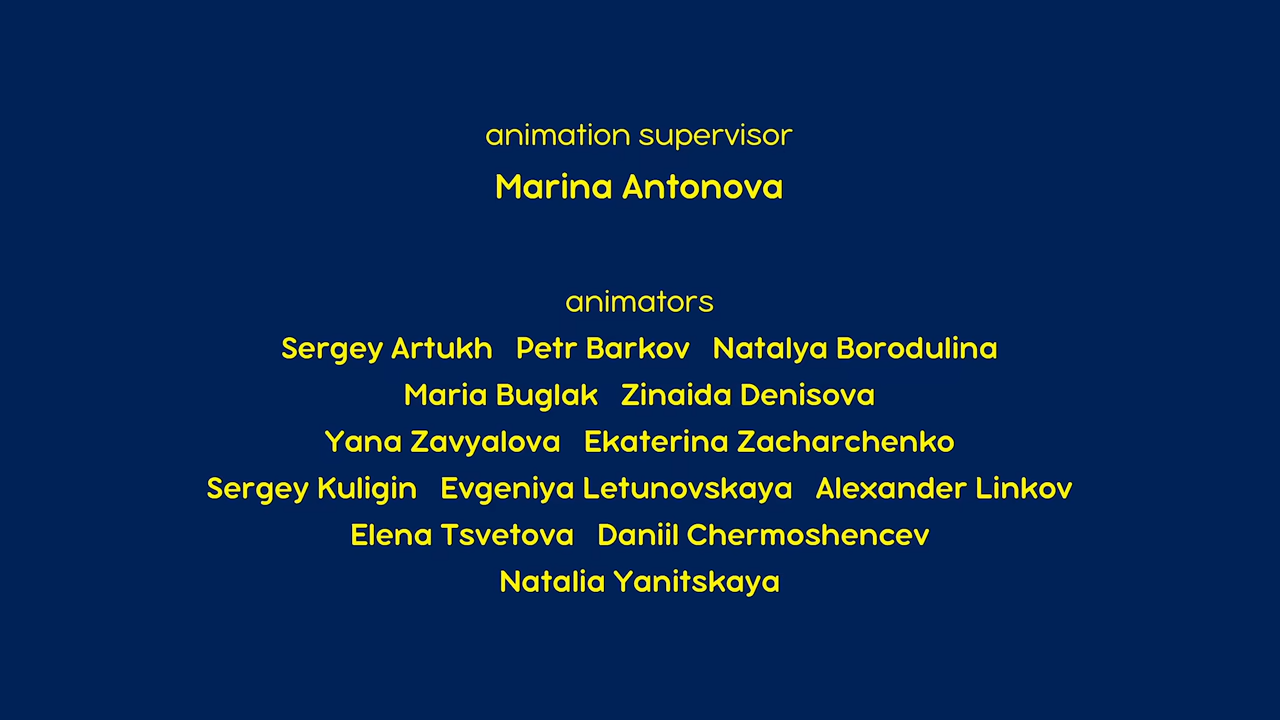 animation supervisor
Marina Antonova
animators
Sergey Artukh Petr Barkov Natalya Borodulina
Maria Buglak Zinaida Denisova
Yana Zavyalova Ekaterina Zacharchenko
Sergey Kuligin Evgeniya Letunovskaya Alexander Linkov
Elena Tsvetova Daniil Chermoshencev
Natalia Yanitskaya